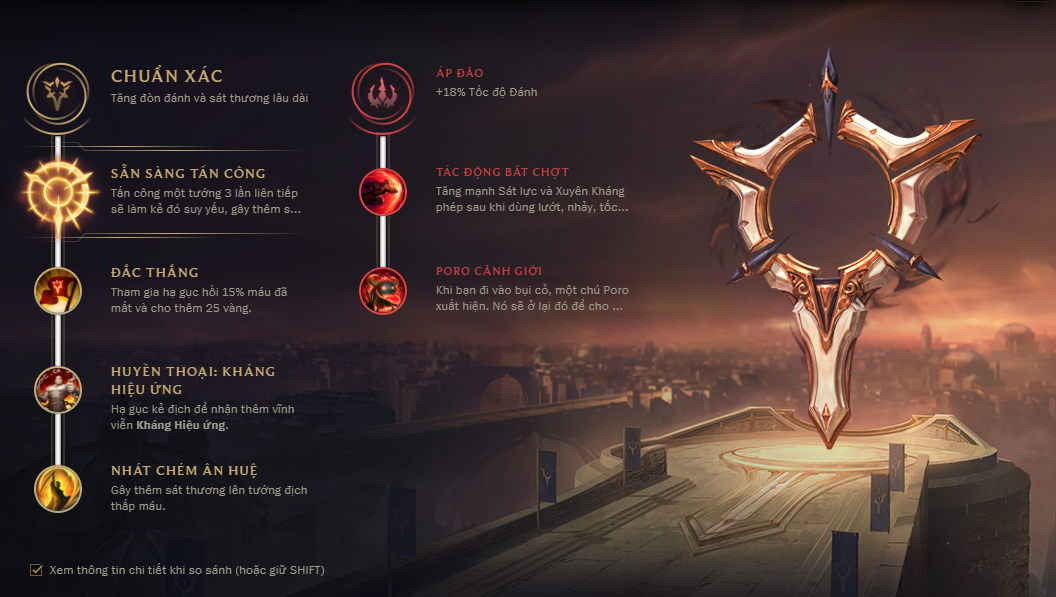 CHUẨN XÁC
Tăng đòn đánh và sát thương lâu dài
SẴN SÀNG TẤN CÔNG
Tấn công một tướng 3 lần liên tiếp
sẽ làm kẻ đó suy yếu, gây thêm s...
ĐẮC THẮNG
Tham gia hạ gục hồi 15% máu đã
mất và cho thêm 25 vàng.
HUYỀN THOẠI: KHÁNG
HIỆU ỨNG
Hạ gục kẻ địch để nhận thêm vĩnh
viễn Kháng Hiệu ứng.
NHÁT CHÉM ÂN HUỆ
Gây thêm sát thương lên tướng địch
thấp máu.
ÁP ĐẢO
+18% Tốc độ Đánh
TÁC ĐỘNG BẤT CHỢT
Tăng mạnh Sát lực và Xuyên Kháng
phép sau khi dùng lướt, nhảy, tốc...
PORO CẢNH GIỚI
Khi bạn đi vào bụi cỏ, một chú Poro
xuất hiện. Nó sẽ ở lại đó để cho ...
Xem thông tin chi tiết khi so sánh (hoặc giữ SHIFT)